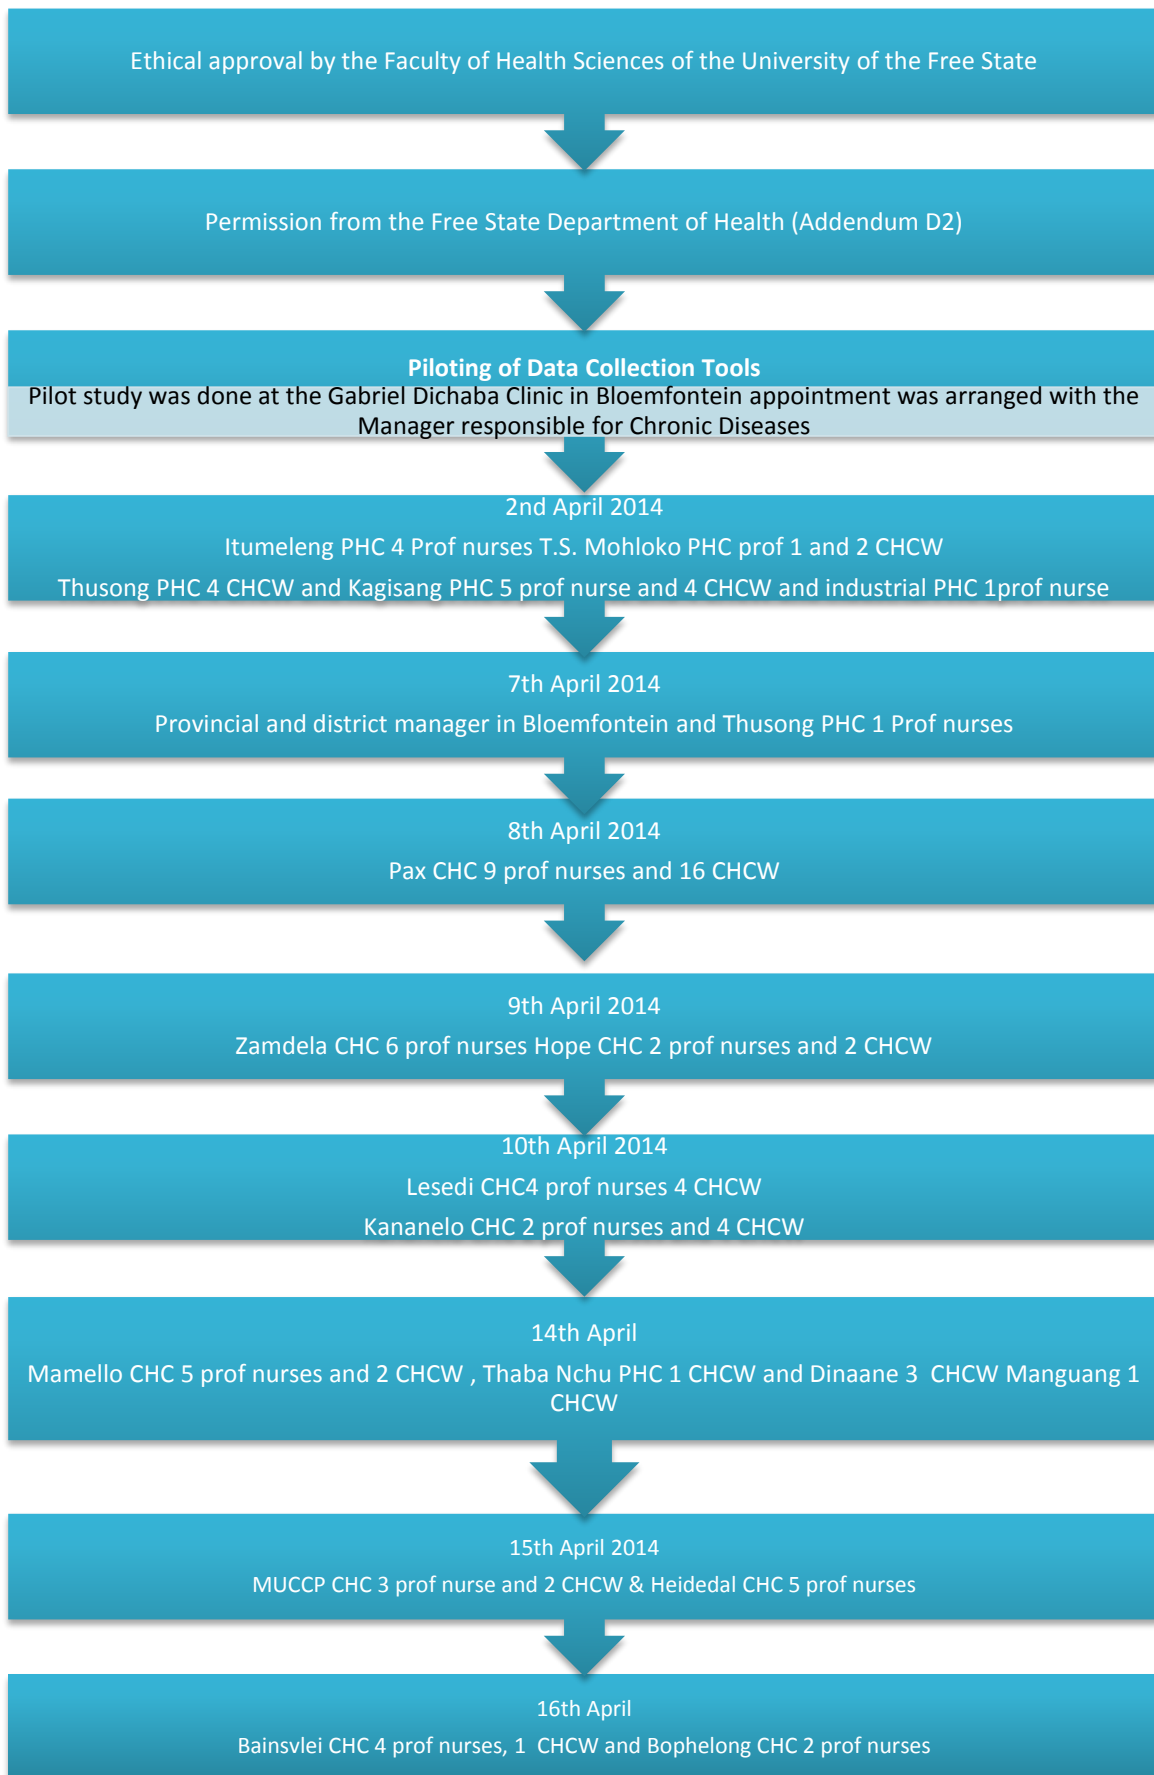 Ethical approval by the Faculty of Health Sciences of the University of the Free State
Permission from the Free State Department of Health (Addendum D2)
Piloting of Data Collection Tools
Pilot study was done at the Gabriel Dichaba Clinic in Bloemfontein appointment was arranged with the
Manager responsible for Chronic Diseases
2nd April 2014
Itumeleng PHC 4 Prof nurses T.S. Mohloko PHC prof 1 and 2 CHCW
Thusong PHC 4 CHCW and Kagisang PHC 5 prof nurse and 4 CHCW and industrial PHC 1prof nurse
7th April 2014
Provincial and district manager in Bloemfontein and Thusong PHC 1 Prof nurses
8th April 2014
Pax CHC 9 prof nurses and 16 CHCW
9th April 2014
Zamdela CHC 6 prof nurses Hope CHC 2 prof nurses and 2 CHCW
10th April 2014
Lesedi CHC4 prof nurses 4 CHCW
Kananelo CHC 2 prof nurses and 4 CHCW
14th April
Mamello CHC 5 prof nurses and 2 CHCW , Thaba Nchu PHC 1 CHCW and Dinaane 3 CHCW Manguang 1
CHCW
15th April 2014
MUCCP CHC 3 prof nurse and 2 CHCW & Heidedal CHC 5 prof nurses
16th April
Bainsvlei CHC 4 prof nurses, 1 CHCW and Bophelong CHC 2 prof nurses